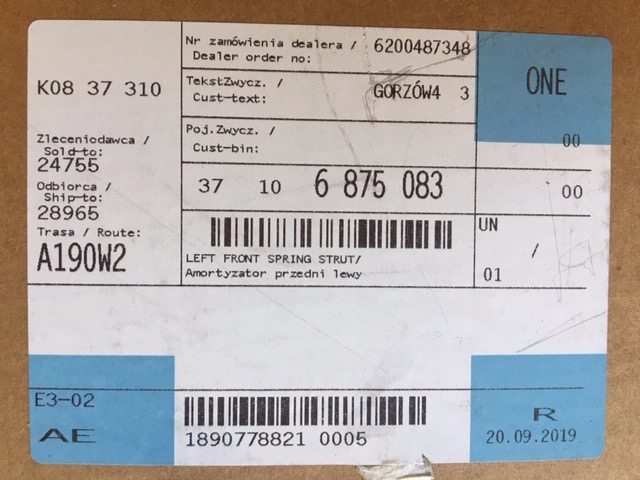 K08 37 310
Nr zamówienia dealera / 6200487348
Dealer order no:
TekstZwycz. / GORZÓW4 3
Cust-text:
ONE
Poj.Zwycz. /
Cust-bin:
00
Zleceniodawca /
Sold-to:
24755
Odbiorca /
Ship-to:
28965
Trasa / Route:
A190W2
37 10 6 875 083
00
LEFT FRONT SPRING STRUT/
Amortyzator przedni lewy
UN
/
01
E3-02
AE
1890778821 0005
R
20.09.2019